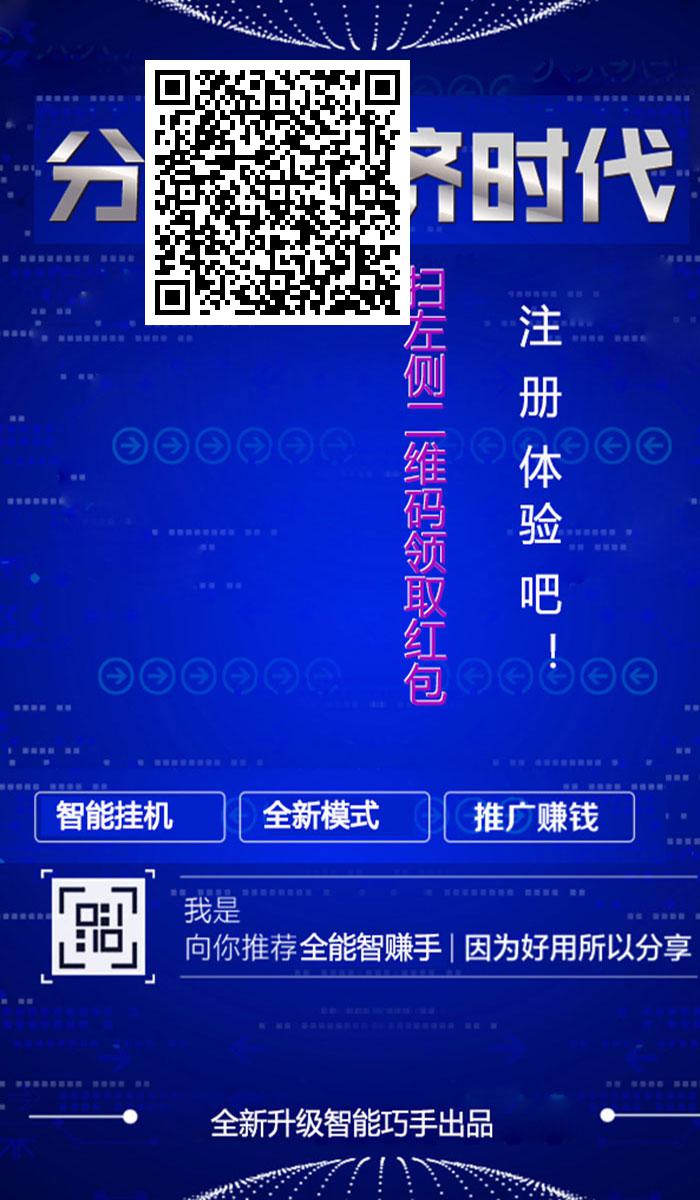 分 济时代
扫左侧二维码领取红包
注册体验吧！
智能挂机
全新模式
推广赚钱
我是
向你推荐全能智赚手|因为好用所以分享
全新升级智能巧手出品